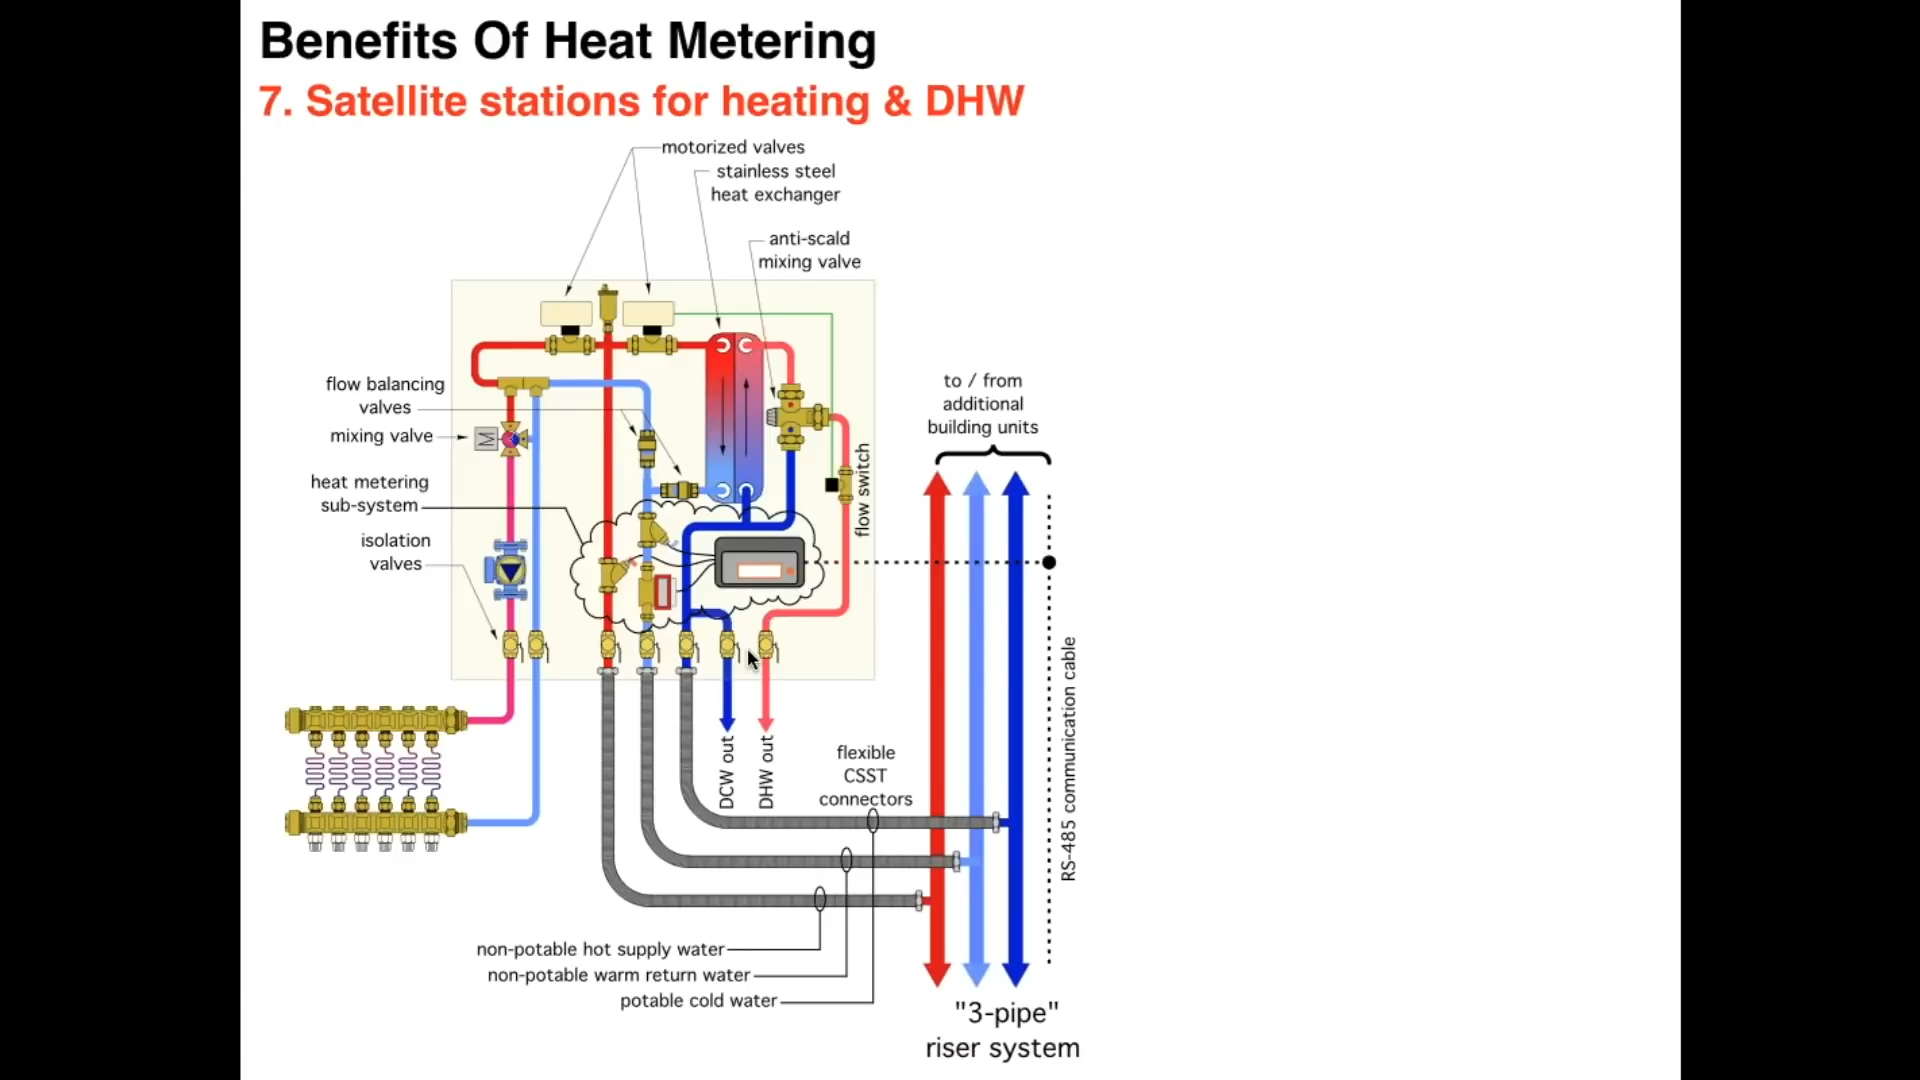 Benefits Of Heat Metering
7. Satellite stations for heating & DHW
motorized valves
stainless steel
heat exchanger
anti-scald
mixing valve
flow balancing
valves
mixing valve
M
heat metering
sub-system
isolation
valves
flow switch
to / from
additional
building units
RS-485 communication cable
DCW out
DHW out
flexible
CSST
connectors
non-potable hot supply water
non-potable warm return water
potable cold water
"3-pipe"
riser system